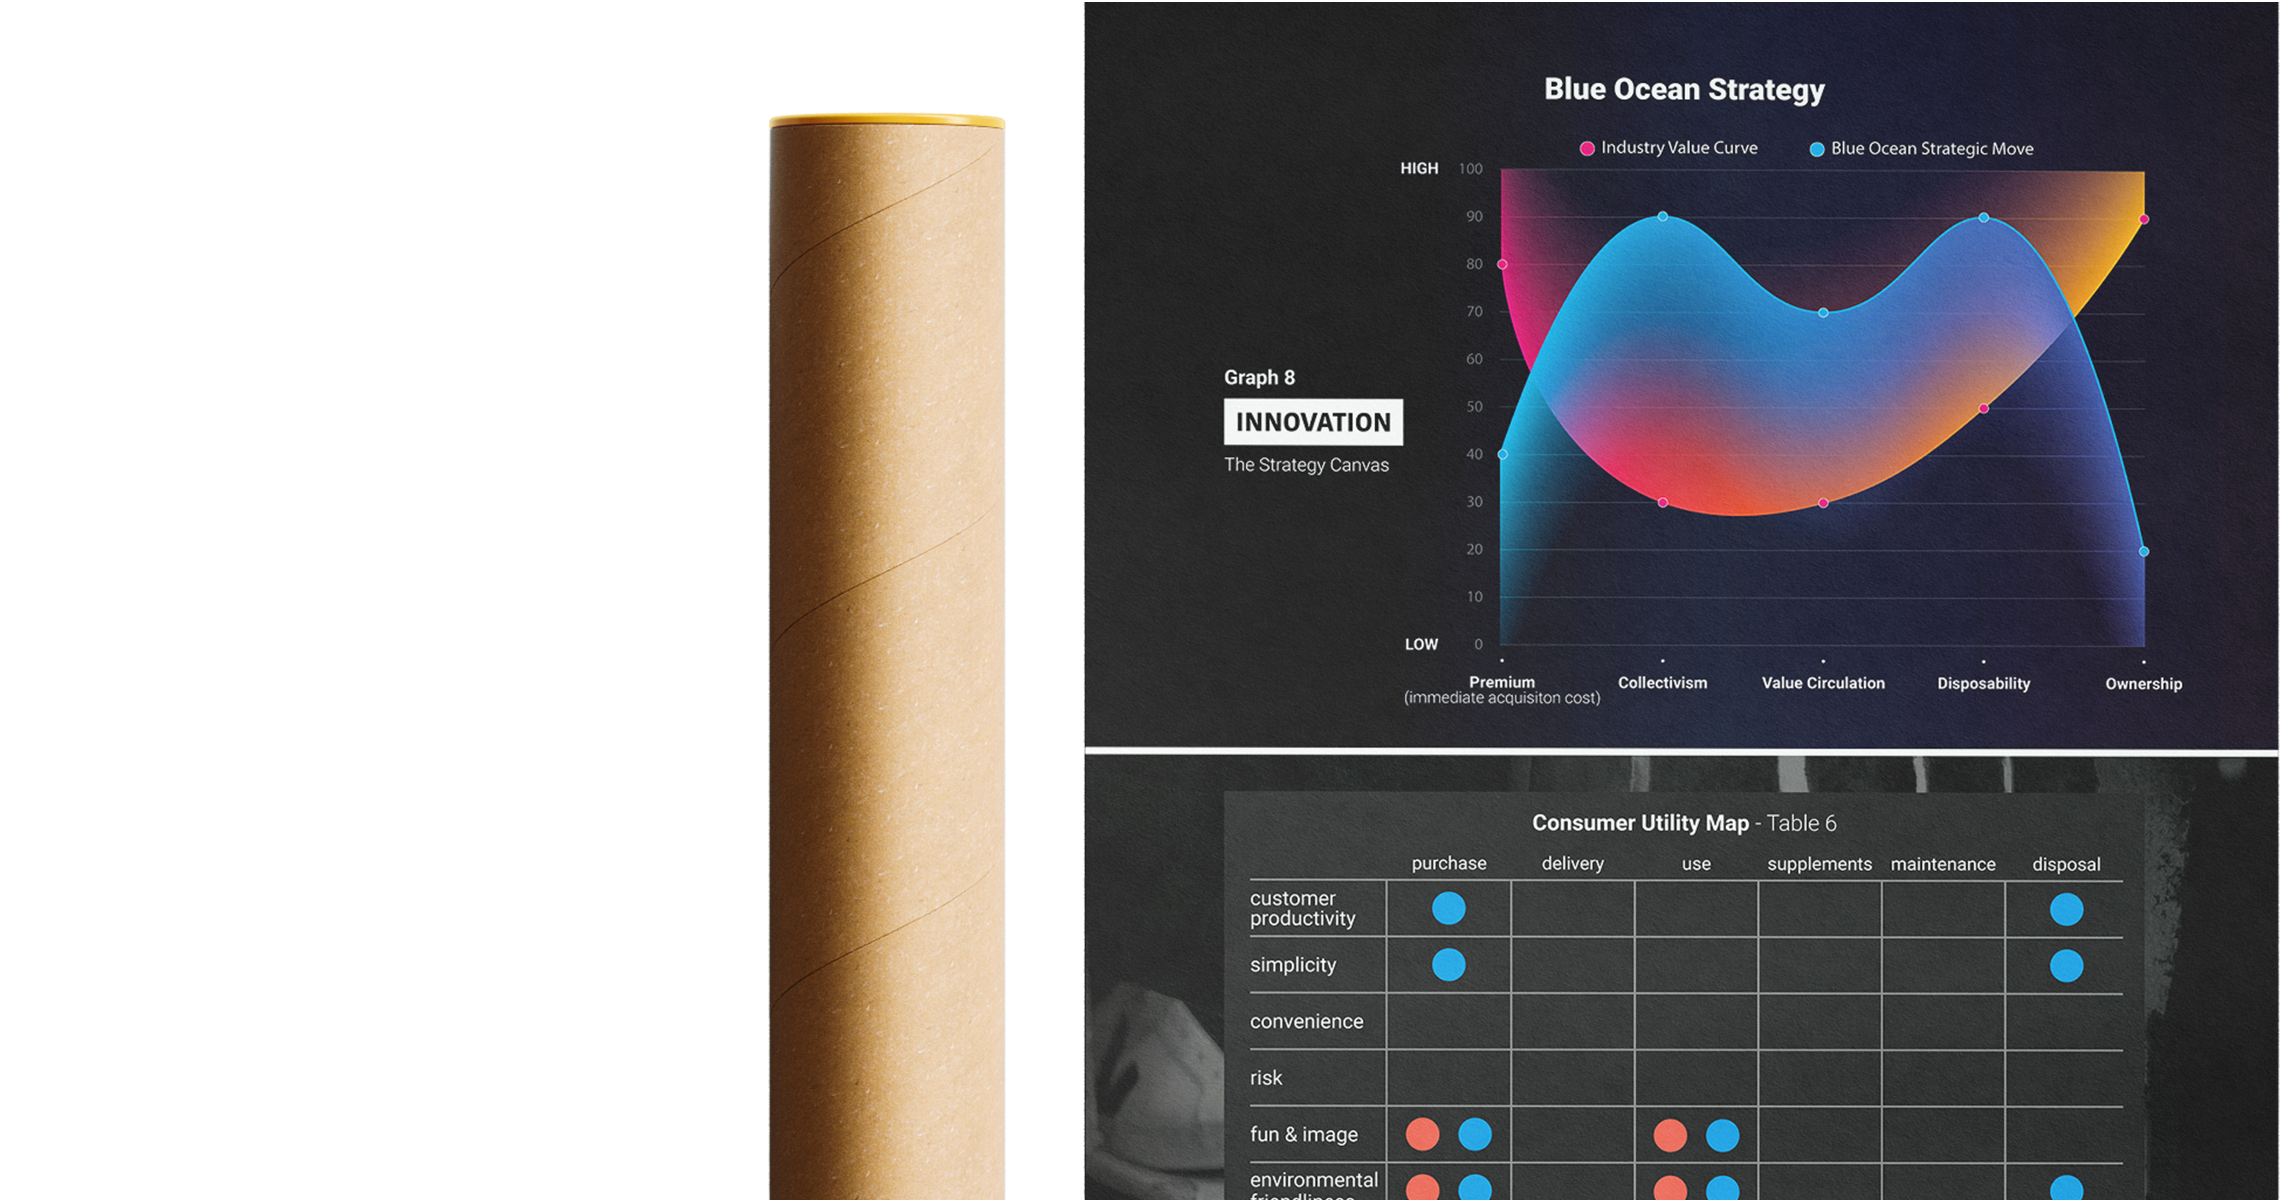 Blue Ocean Strategy
Industry Value Curve
Blue Ocean Strategic Move
HIGH
100
90
80
70
60
50
40
30
20
10
LOW
0
Graph 8
INNOVATION
The Strategy Canvas
Premium
(immediate acquisiton cost)
Collectivism
Value Circulation
Disposability
Ownership
Consumer Utility Map - Table 6
purchase
delivery
use
supplements
maintenance
disposal
customer
productivity
simplicity
convenience
risk
fun & image
environmental